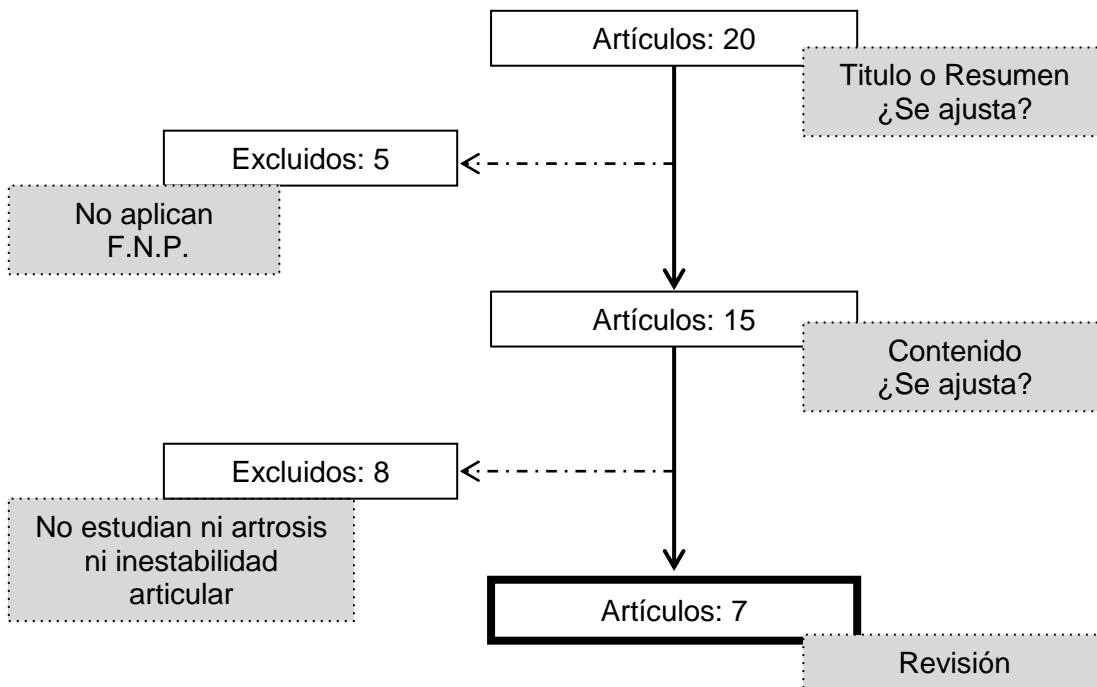 Artículos: 20
Titulo o Resumen
¿Se ajusta?
Excluidos: 5
No aplican
F.N.P.
Artículos: 15
Contenido
¿Se ajusta?
Excluidos: 8
No estudian ni artrosis
ni inestabilidad
articular
Artículos: 7
Revisión